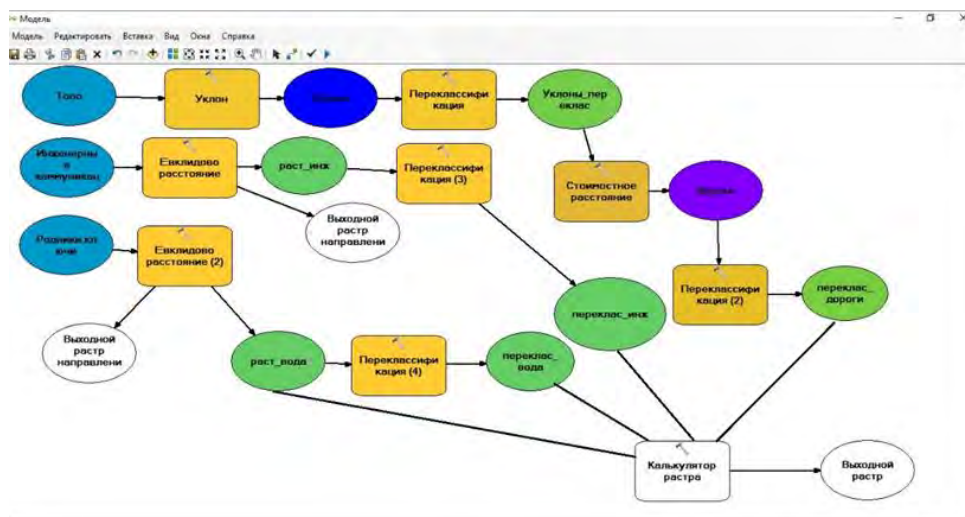 Модель
Модель Редактировать Вставка Вид Окна Справка
Топо
Уклон
Переклассифи
кация
Уклоны_пер
еклас
Инженерны
е
коммуникац
Евклидово
расстояние
раст_инж
Переклассифи
кация (3)
Стоимостное
расстояние
Выходной
растр
направлени
Родники,кл
ючи
Евклидово
расстояние (2)
Переклассифи
кация (2)
переклас_
дороги
переклас_инж
Выходной
растр
направлени
раст_вода
Переклассифи
кация (4)
переклас_
вода
Калькулятор
растра
Выходной
растр